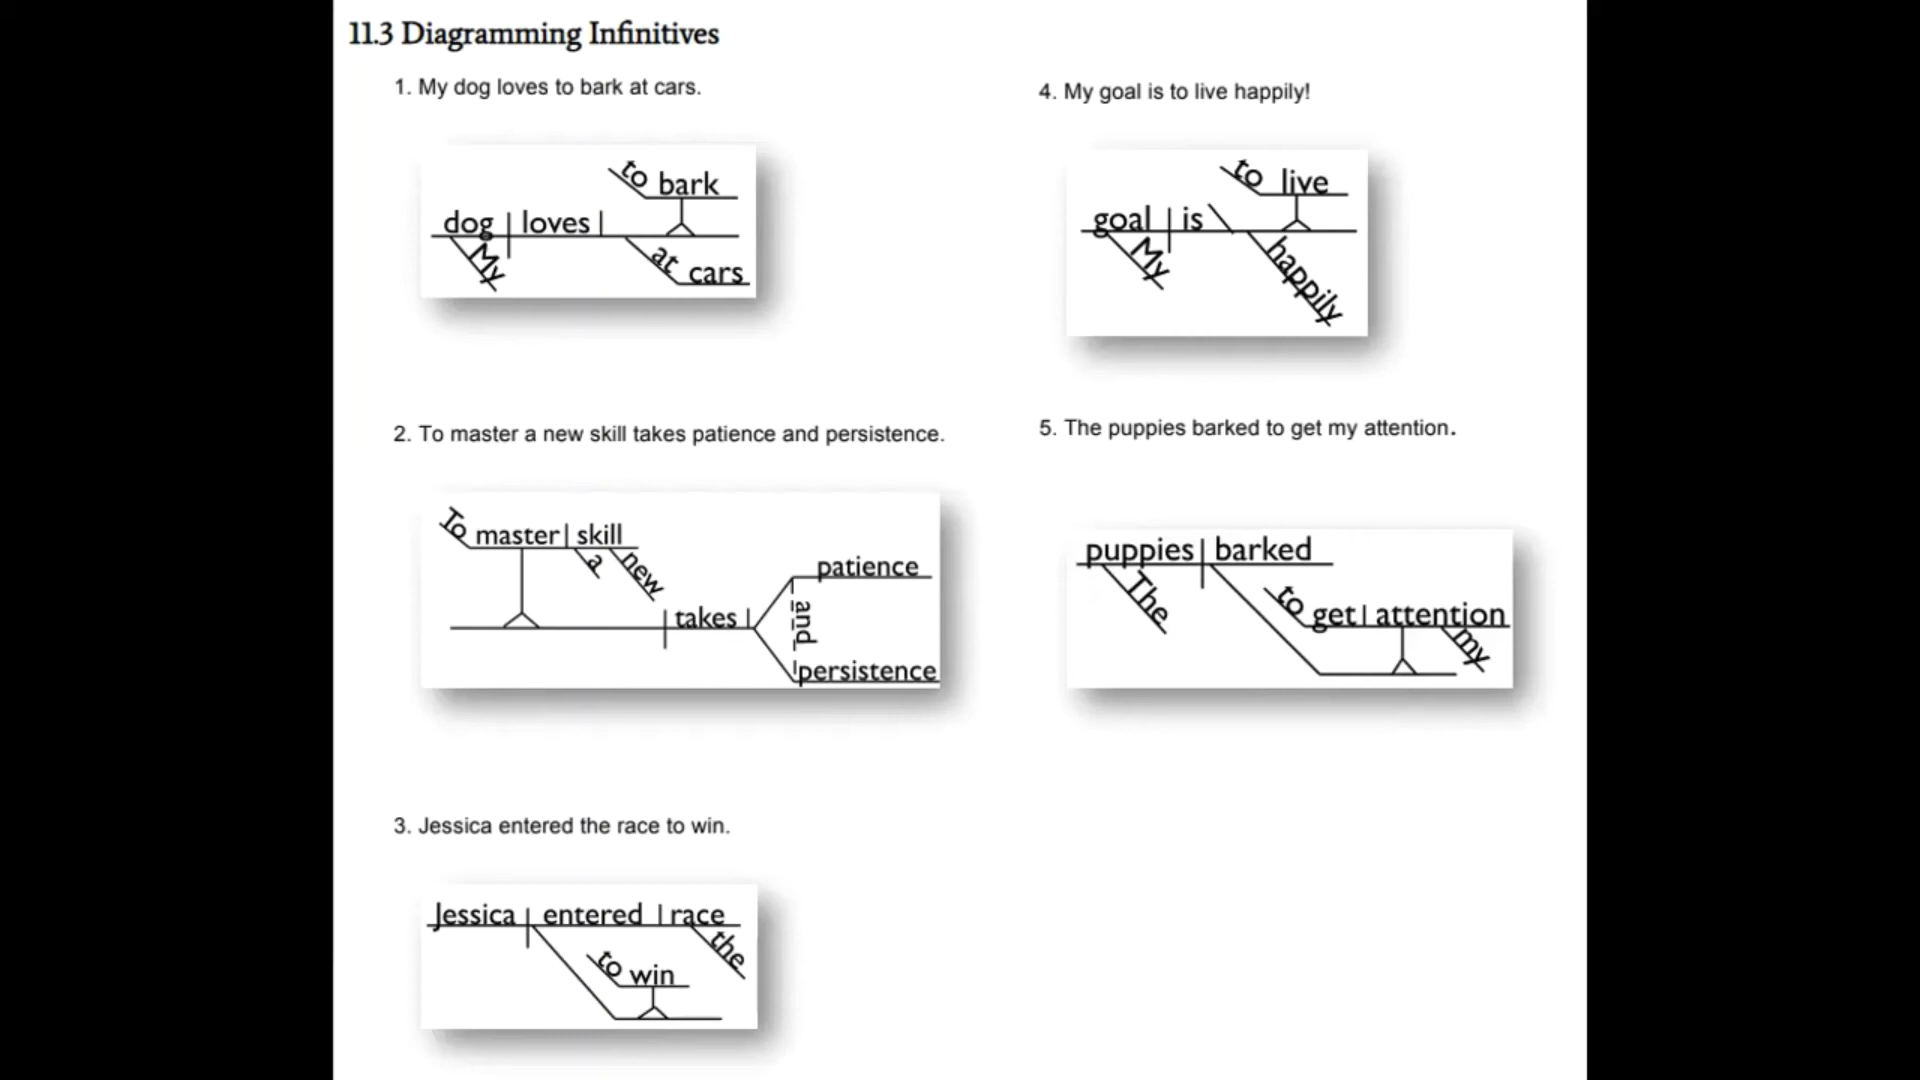 11.3 Diagramming Infinitives
1. My dog loves to bark at cars.
to bark
dog loves
My
at cars
2. To master a new skill takes patience and persistence.
To master skill
a new
takes
patience
and
persistence
3. Jessica entered the race to win.
Jessica entered race
the
to win
4. My goal is to live happily!
to live
goal is
My
happily
5. The puppies barked to get my attention.
puppies barked
The
to get attention
my